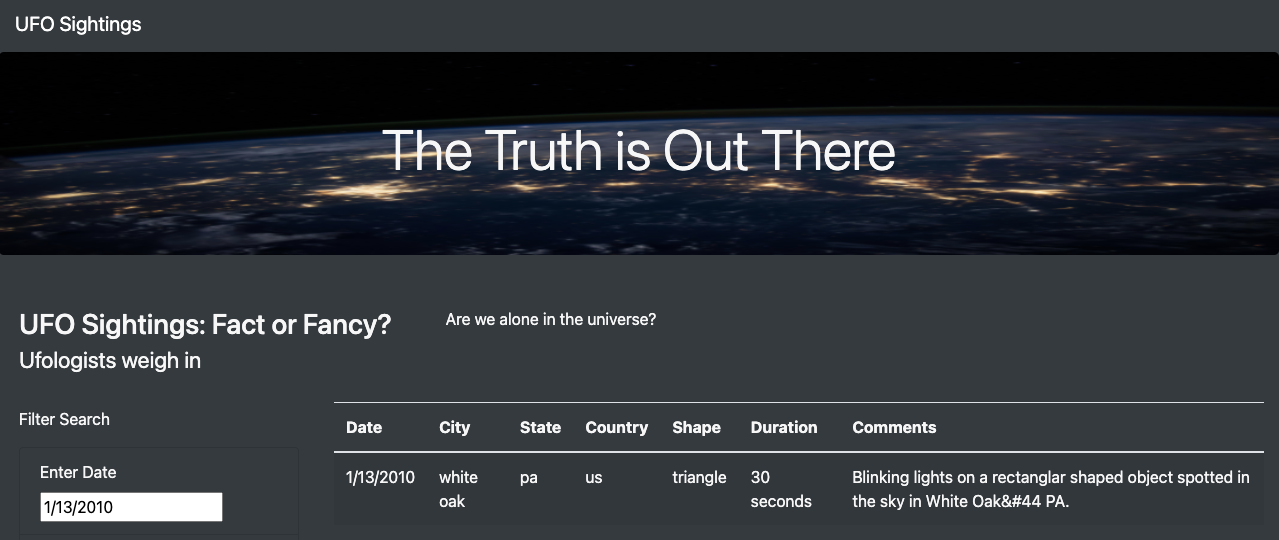 UFO Sightings
The Truth is Out There
UFO Sightings: Fact or Fancy?
Ufologists weigh in
Are we alone in the universe?
Filter Search
Enter Date
1/13/2010
Date City State Country Shape Duration Comments
1/13/2010 white pa us triangle 30 Blinking lights on a rectanglar shaped object spotted in
oak seconds the sky in White Oak&#44 PA.